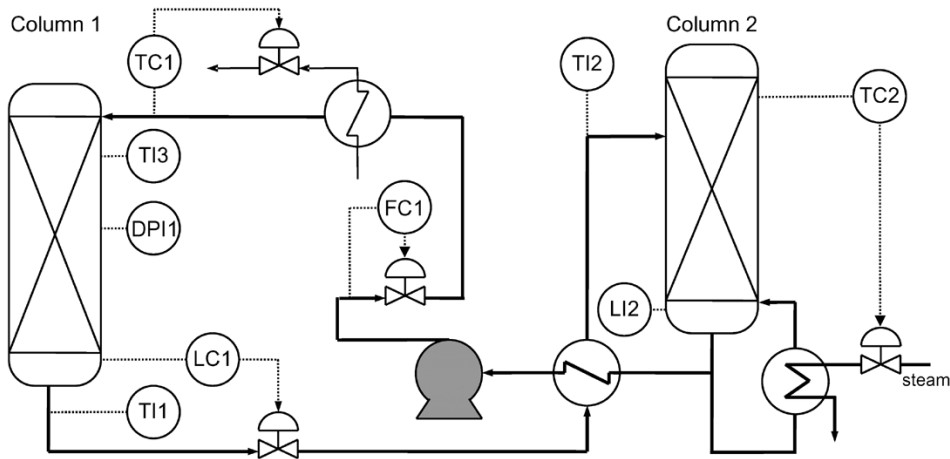 Column 1
Column 2
TC1
TI2
TC2
TI3
FC1
DPI1
LI2
LC1
steam
TI1